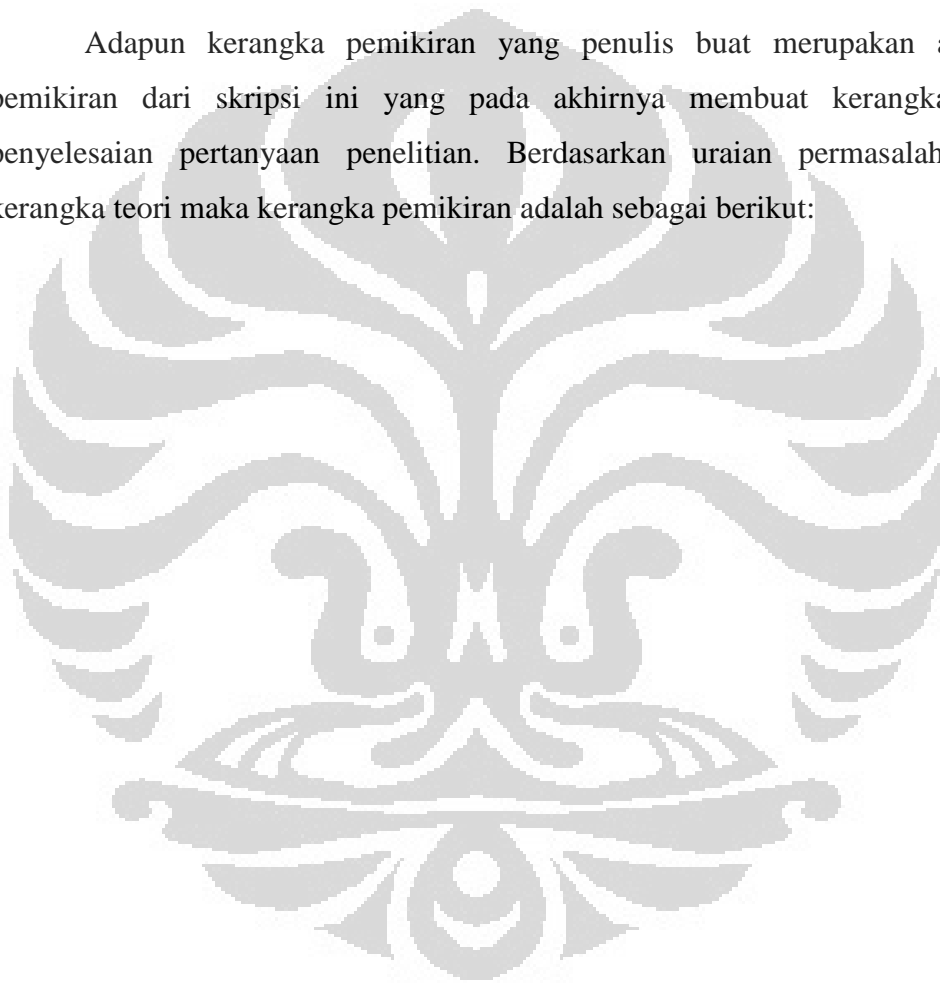 Adapun kerangka pemikiran yang penulis buat merupakan
pemikiran dari skripsi ini yang pada akhirnya membuat kerangka
penyelesaian pertanyaan penelitian. Berdasarkan uraian permasalah
kerangka teori maka kerangka pemikiran adalah sebagai berikut: